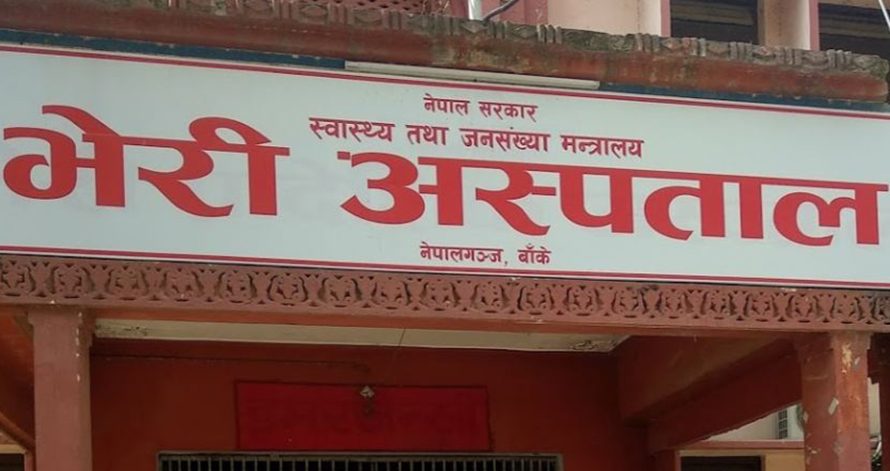 नेपाल सरकार
स्वास्थ्य तथा जनसंख्या मन्त्रालय
भेरी अस्पताल
नेपालगञ्ज, बाँके